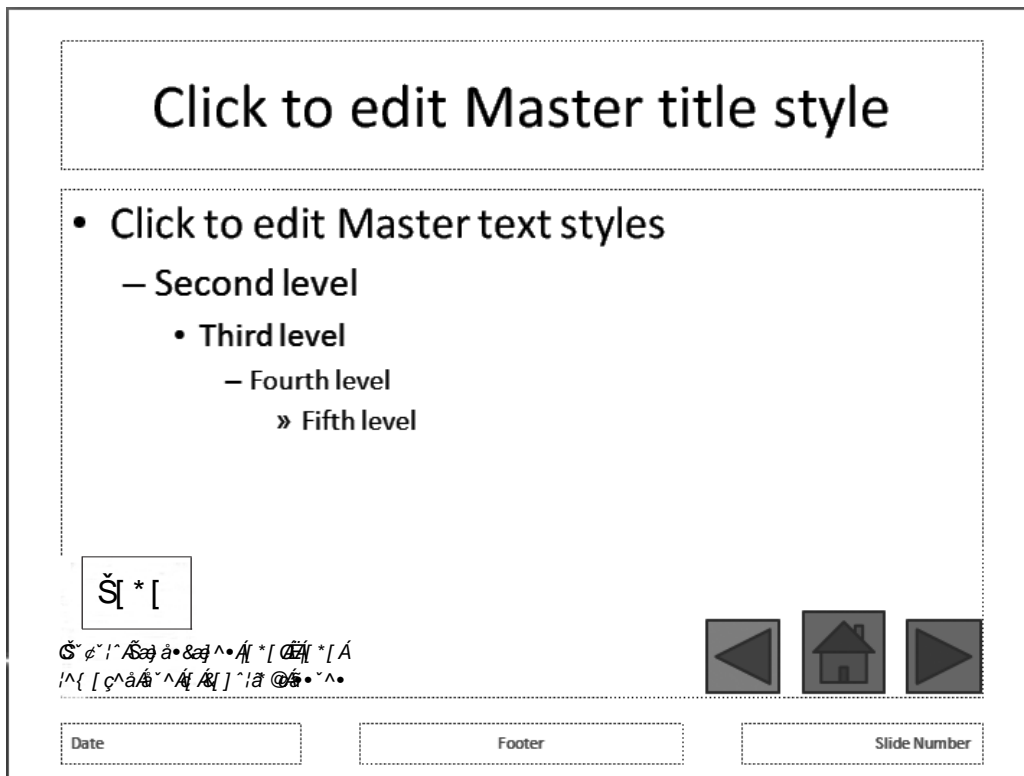 Click to edit Master title style
• Click to edit Master text styles
– Second level
• Third level
– Fourth level
» Fifth level
Date
Footer
Slide Number